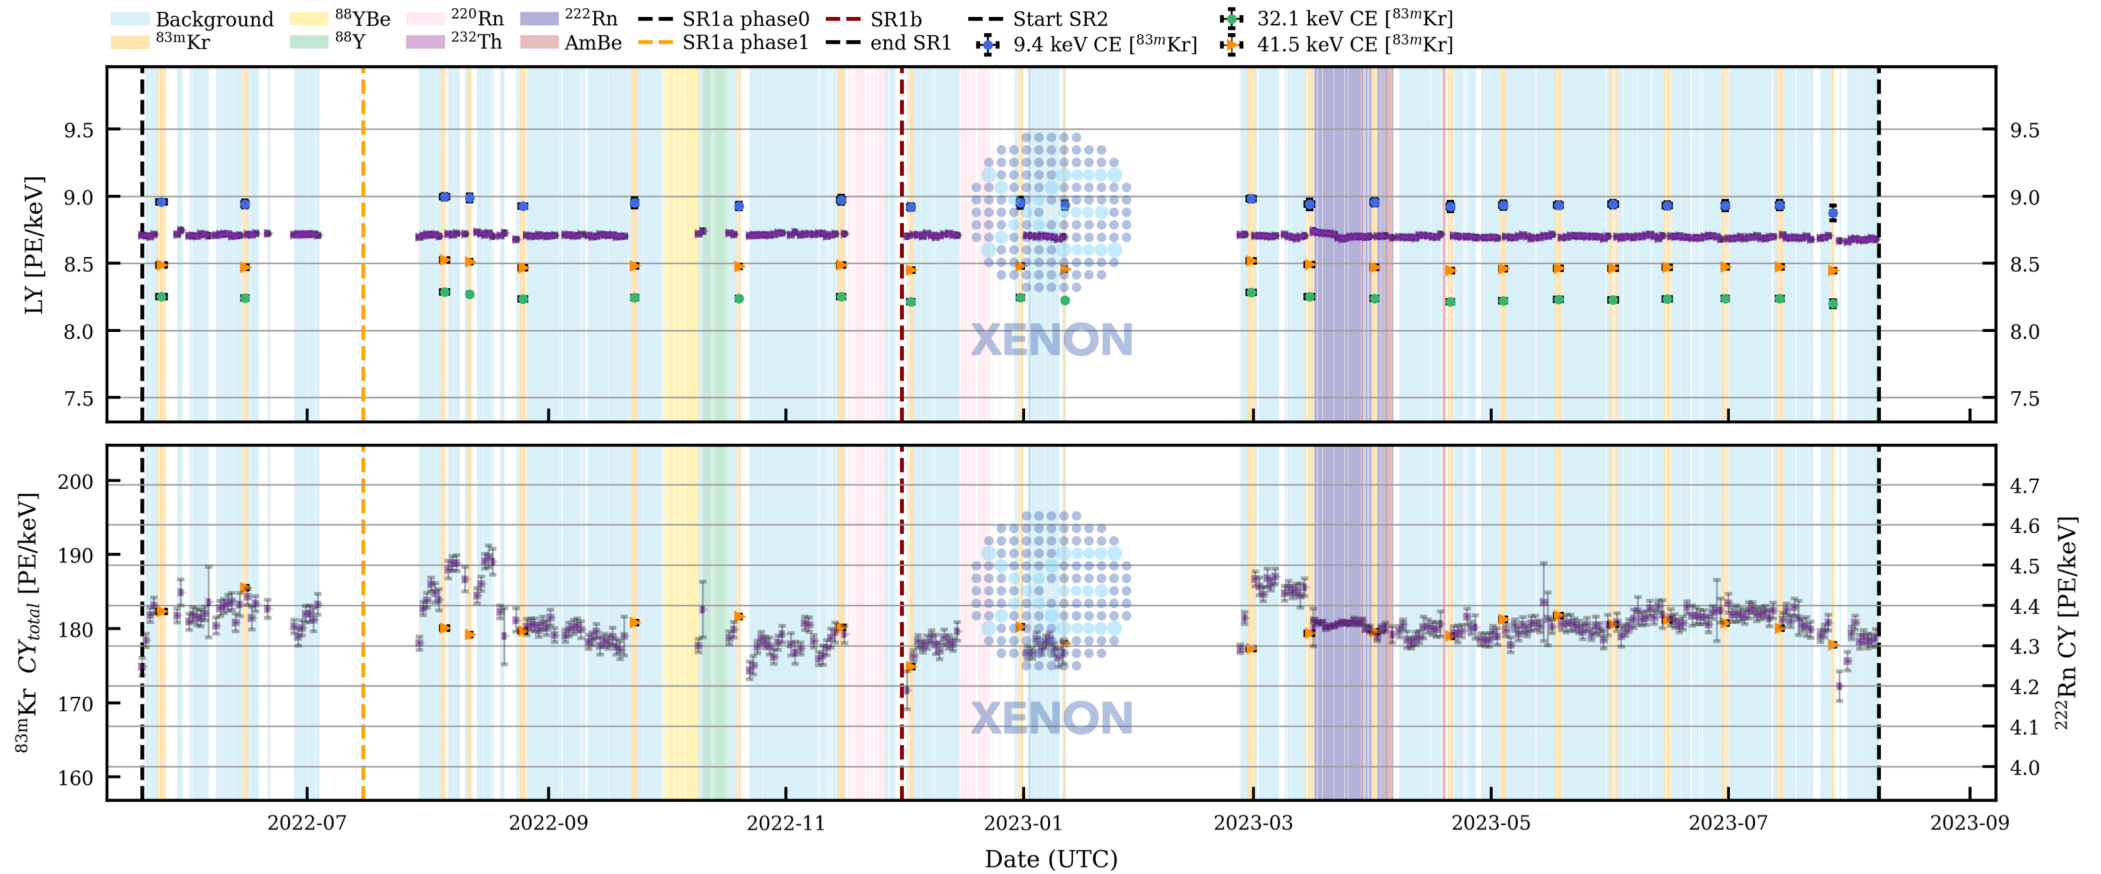 Background ⁸⁸YBe ²²⁰Rn ²²²Rn SR1a phase0 SR1b Start SR2 32.1 keV CE [⁸³ᵐKr]
⁸³ᵐKr ⁸⁸Y ²³²Th AmBe SR1a phase1 end SR1 9.4 keV CE [⁸³ᵐKr] 41.5 keV CE [⁸³ᵐKr]
LY [PE/keV]
9.5 9.5
9.0 9.0
8.5 8.5
8.0 8.0
7.5 7.5
XENON
⁸³ᵐKr CY_total [PE/keV]
200
190
180
170
160
4.7
4.6
4.5
4.4
4.3
4.2
4.1
4.0
²²²Rn CY [PE/keV]
XENON
2022-07 2022-09 2022-11 2023-01 2023-03 2023-05 2023-07 2023-09
Date (UTC)